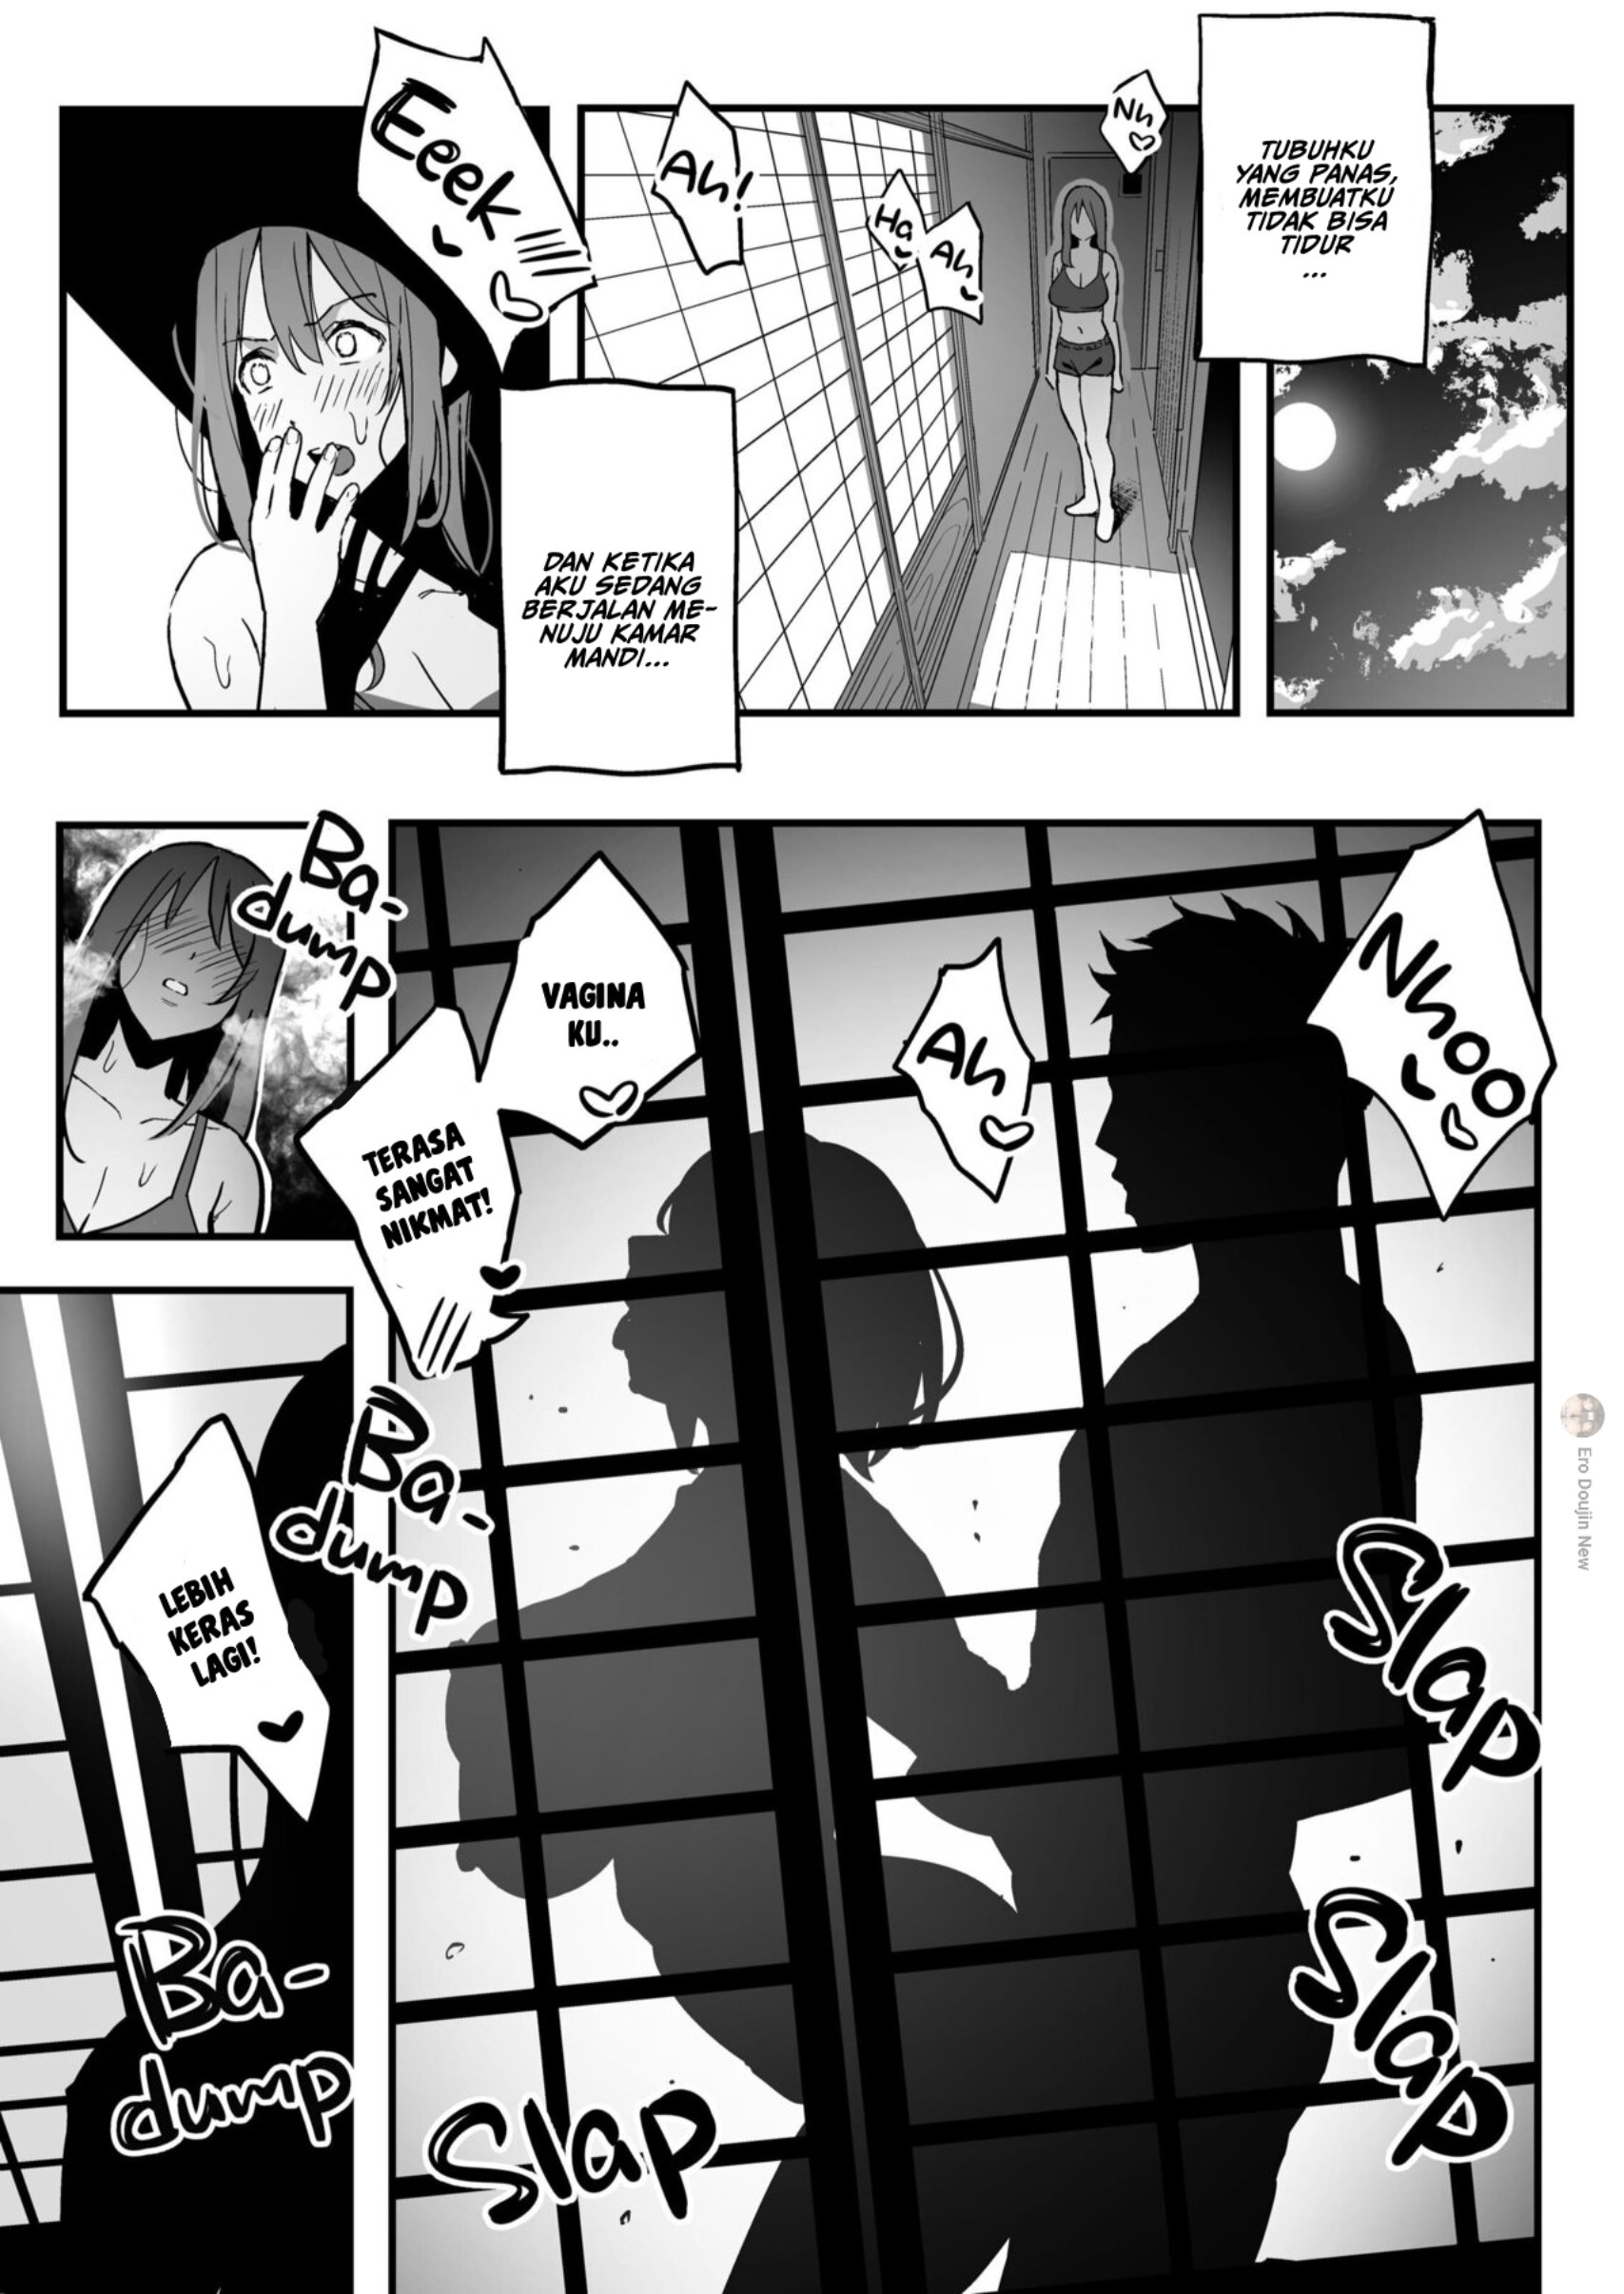 TUBUHKU
YANG PANAS,
MEMBUATKU
TIDAK BISA
TIDUR
...
Nn
Ah!
Ha
Ah
Eeek
DAN KETIKA
AKU SEDANG
BERJALAN ME-
NUJU KAMAR
MANDI...
Nhoo
Ah
VAGINA
KU..
TERASA
SANGAT
NIKMAT!
Slap
Slap
Slap
Ba-
dump
Ba-
dump
LEBIH
KERAS
LAGI!
Ba-
dump
Ero Doujin New